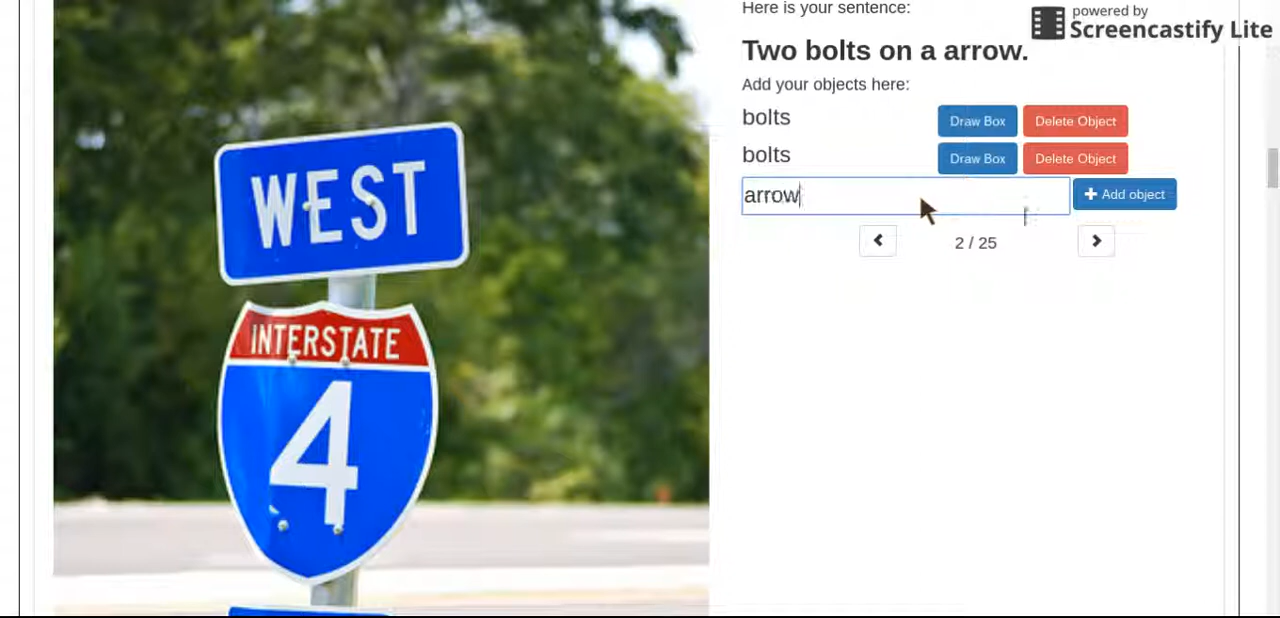 Here is your sentence:
powered by
Screencastify Lite
Two bolts on a arrow.
Add your objects here:
bolts Draw Box Delete Object
bolts Draw Box Delete Object
arrow Add object
2 / 25
WEST
INTERSTATE
4